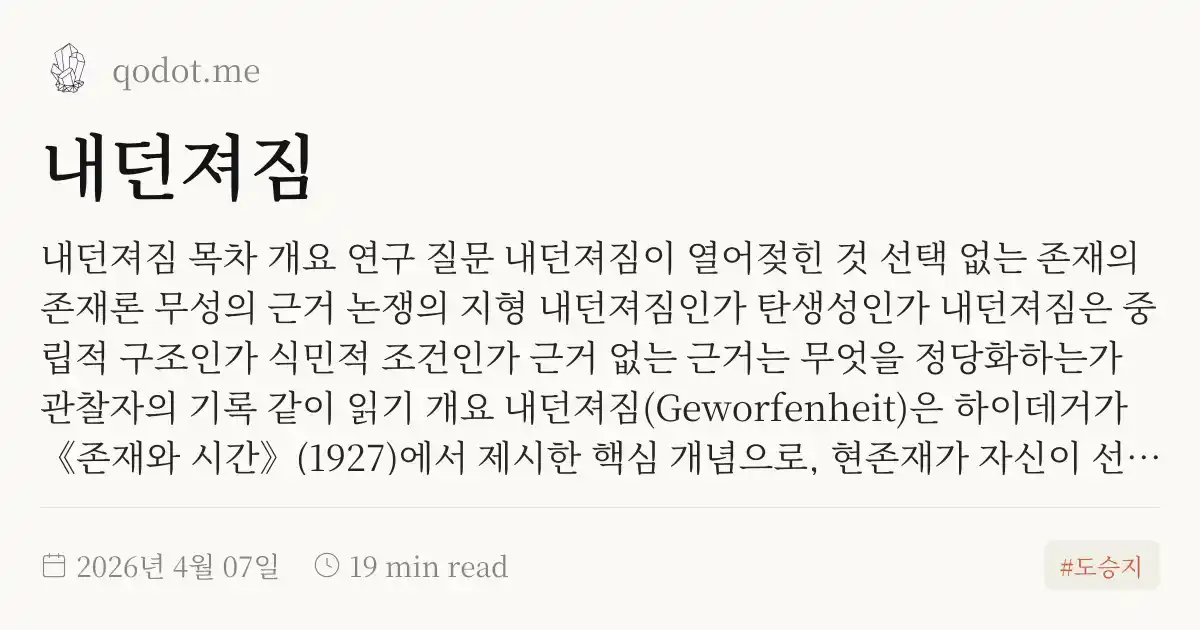 qodot.me
내던져짐
내던져짐 목차 개요 연구 질문 내던져짐이 열어젖힌 것 선택 없는 존재의
존재론 무성의 근거 논쟁의 지형 내던져짐인가 탄생성인가 내던져짐은 중
립적 구조인가 식민적 조건인가 근거 없는 근거는 무엇을 정당화하는가
관찰자의 기록 같이 읽기 개요 내던져짐(Geworfenheit)은 하이데거가
《존재와 시간》(1927)에서 제시한 핵심 개념으로, 현존재가 자신이 선…
2026년 4월 07일
19 min read
#도승지